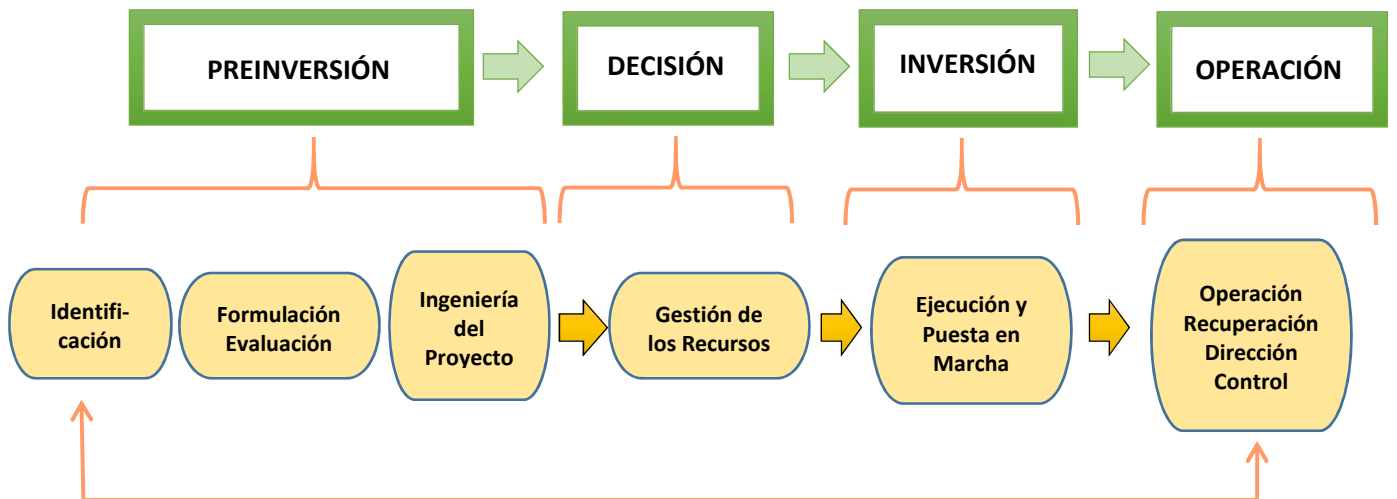 PREINVERSIÓN
DECISIÓN
INVERSIÓN
OPERACIÓN
Identifi-
cación
Formulación
Evaluación
Ingeniería
del
Proyecto
Gestión de
los Recursos
Ejecución y
Puesta en
Marcha
Operación
Recuperación
Dirección
Control